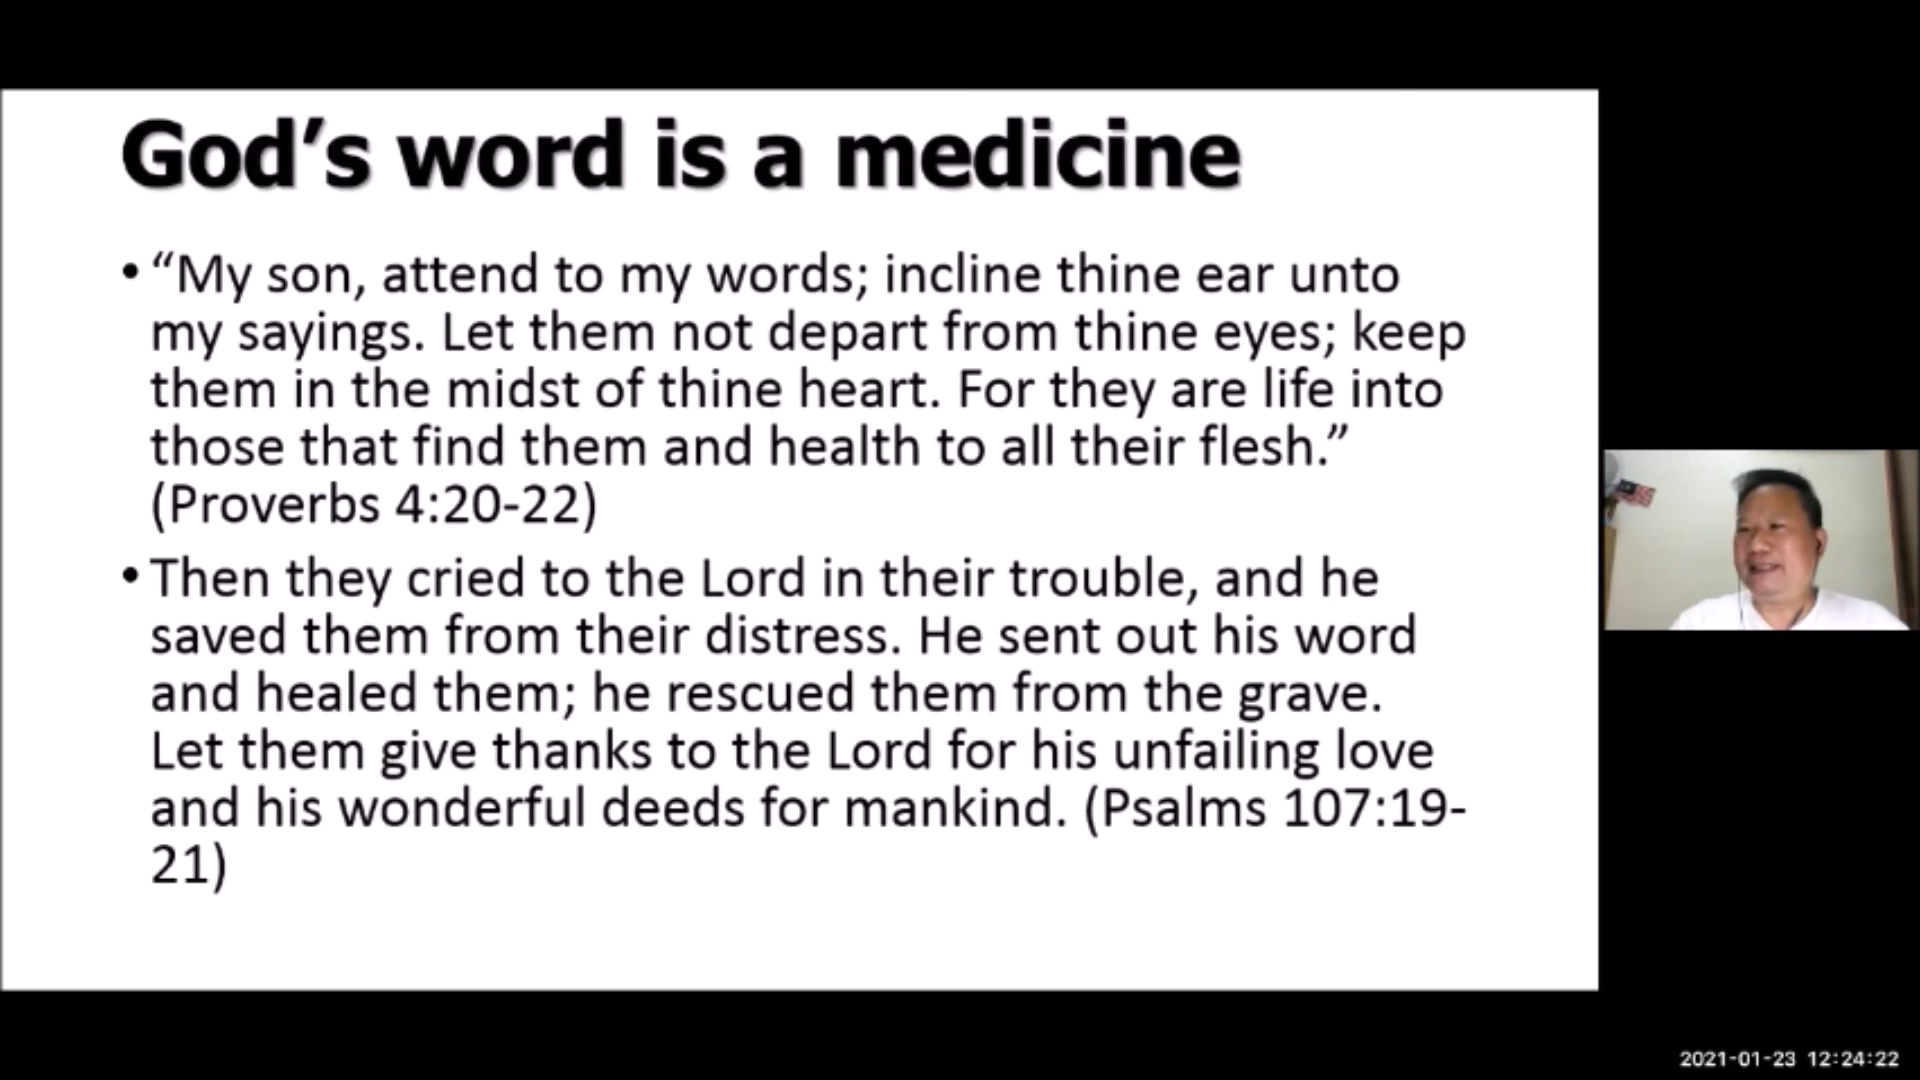 God’s word is a medicine
• “My son, attend to my words; incline thine ear unto
my sayings. Let them not depart from thine eyes; keep
them in the midst of thine heart. For they are life into
those that find them and health to all their flesh.”
(Proverbs 4:20-22)
• Then they cried to the Lord in their trouble, and he
saved them from their distress. He sent out his word
and healed them; he rescued them from the grave.
Let them give thanks to the Lord for his unfailing love
and his wonderful deeds for mankind. (Psalms 107:19-
21)
2021-01-23 12:24:22